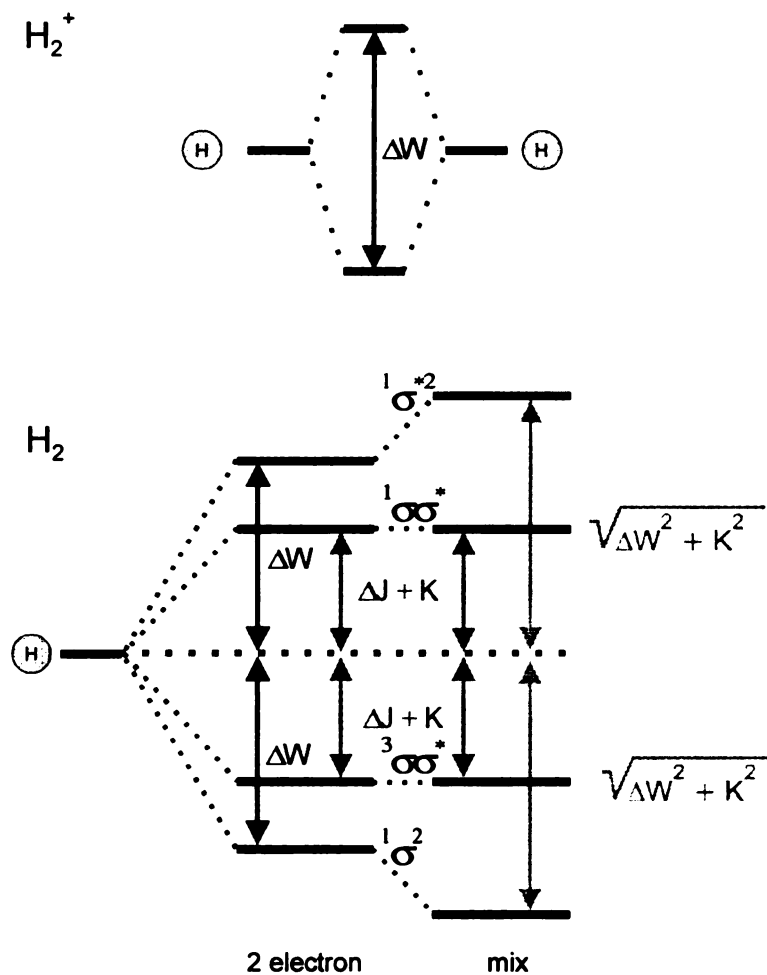 H₂⁺
H ΔW H
¹σ*²
H₂
¹σσ*
√ΔW² + K²
ΔW
ΔJ + K
H
ΔJ + K
ΔW
³σσ*
√ΔW² + K²
¹σ²
2 electron mix